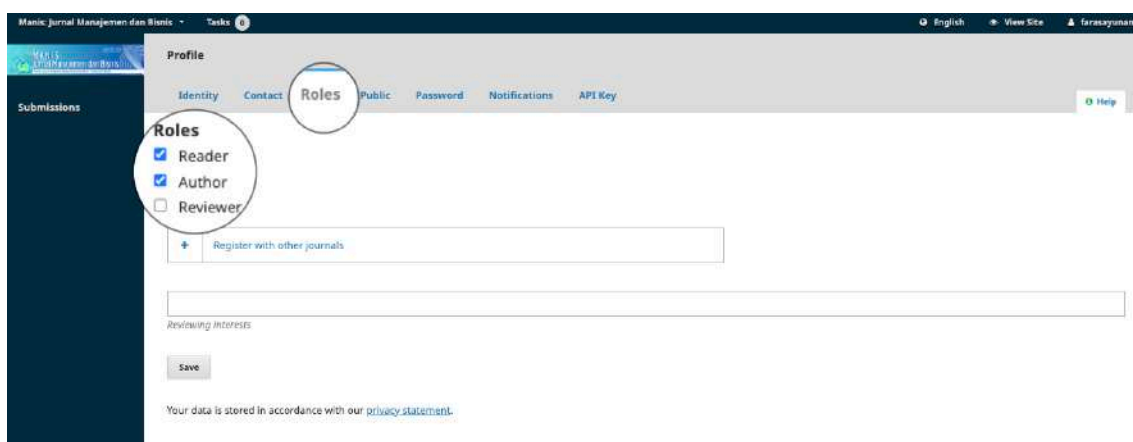 Manis: Jurnal Manajemen dan Bisnis Tasks 0 English View Site farasayunan
MANIS
Profile
Identity Contact Roles Public Password Notifications API Key
Help
Submissions
Roles
Reader
Author
Reviewer
+ Register with other journals
Reviewing interests
Save
Your data is stored in accordance with our privacy statement.